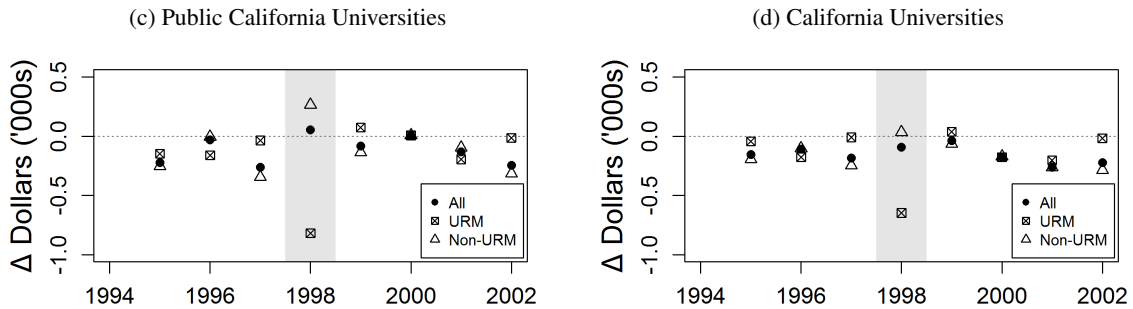 (c) Public California Universities
Δ Dollars ('000s)
0.5
0.0
-0.5
-1.0
All
URM
Non-URM
1994 1996 1998 2000 2002
(d) California Universities
Δ Dollars ('000s)
0.5
0.0
-0.5
-1.0
All
URM
Non-URM
1994 1996 1998 2000 2002